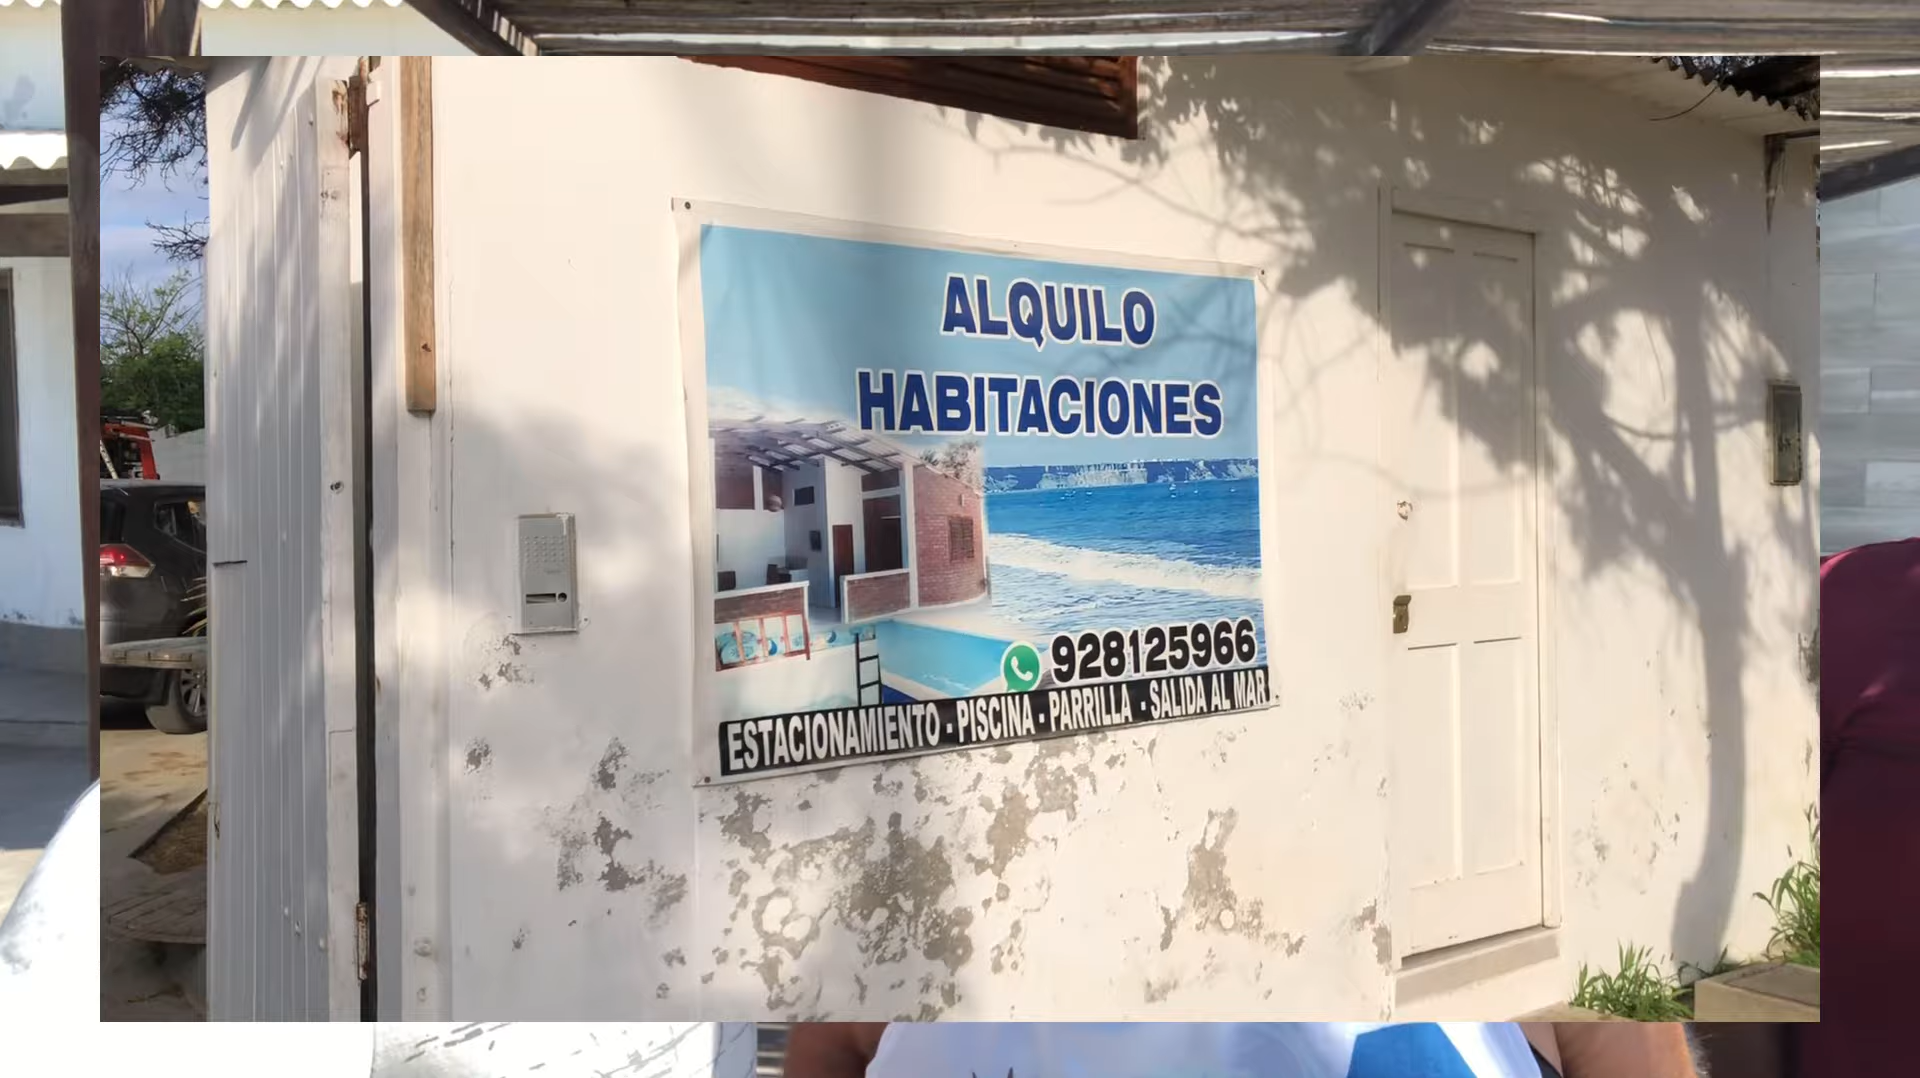 ALQUILO
HABITACIONES
928125966
ESTACIONAMIENTO - PISCINA - PARRILLA - SALIDA AL MAR